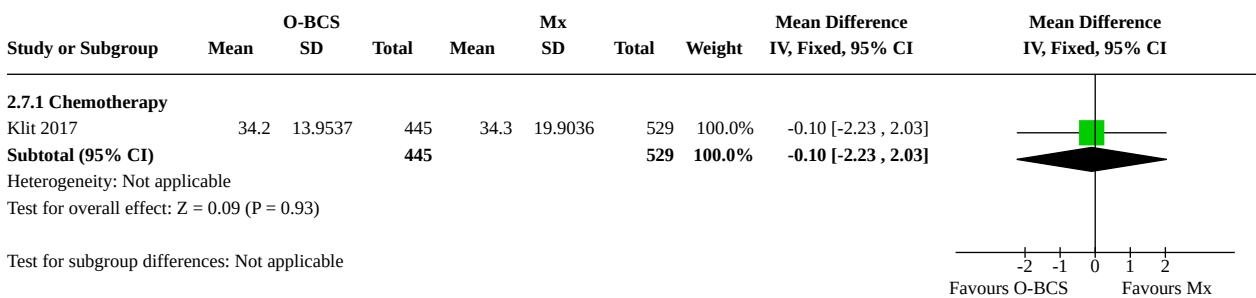 O-BCS Mx Mean Difference Mean Difference
Study or Subgroup Mean SD Total Mean SD Total Weight IV, Fixed, 95% CI IV, Fixed, 95% CI
2.7.1 Chemotherapy
Klit 2017 34.2 13.9537 445 34.3 19.9036 529 100.0% -0.10 [-2.23 , 2.03]
Subtotal (95% CI) 445 529 100.0% -0.10 [-2.23 , 2.03]
Heterogeneity: Not applicable
Test for overall effect: Z = 0.09 (P = 0.93)
Test for subgroup differences: Not applicable
-2 -1 0 1 2
Favours O-BCS Favours Mx